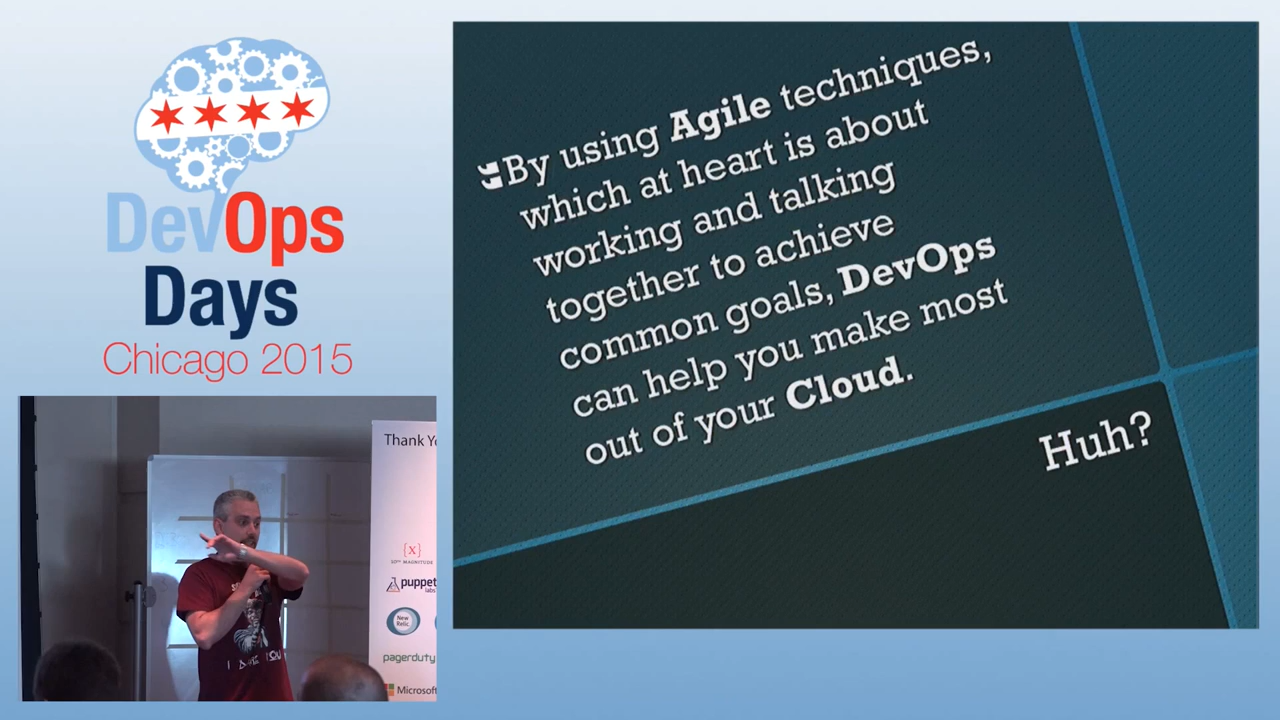 DevOps
Days
Chicago 2015
By using Agile techniques,
which at heart is about
working and talking
together to achieve
common goals, DevOps
can help you make most
out of your Cloud.
Huh?
Thank Yo
{x}
10TH MAGNITUDE
puppet
labs
New
Relic
pagerduty
Microsoft